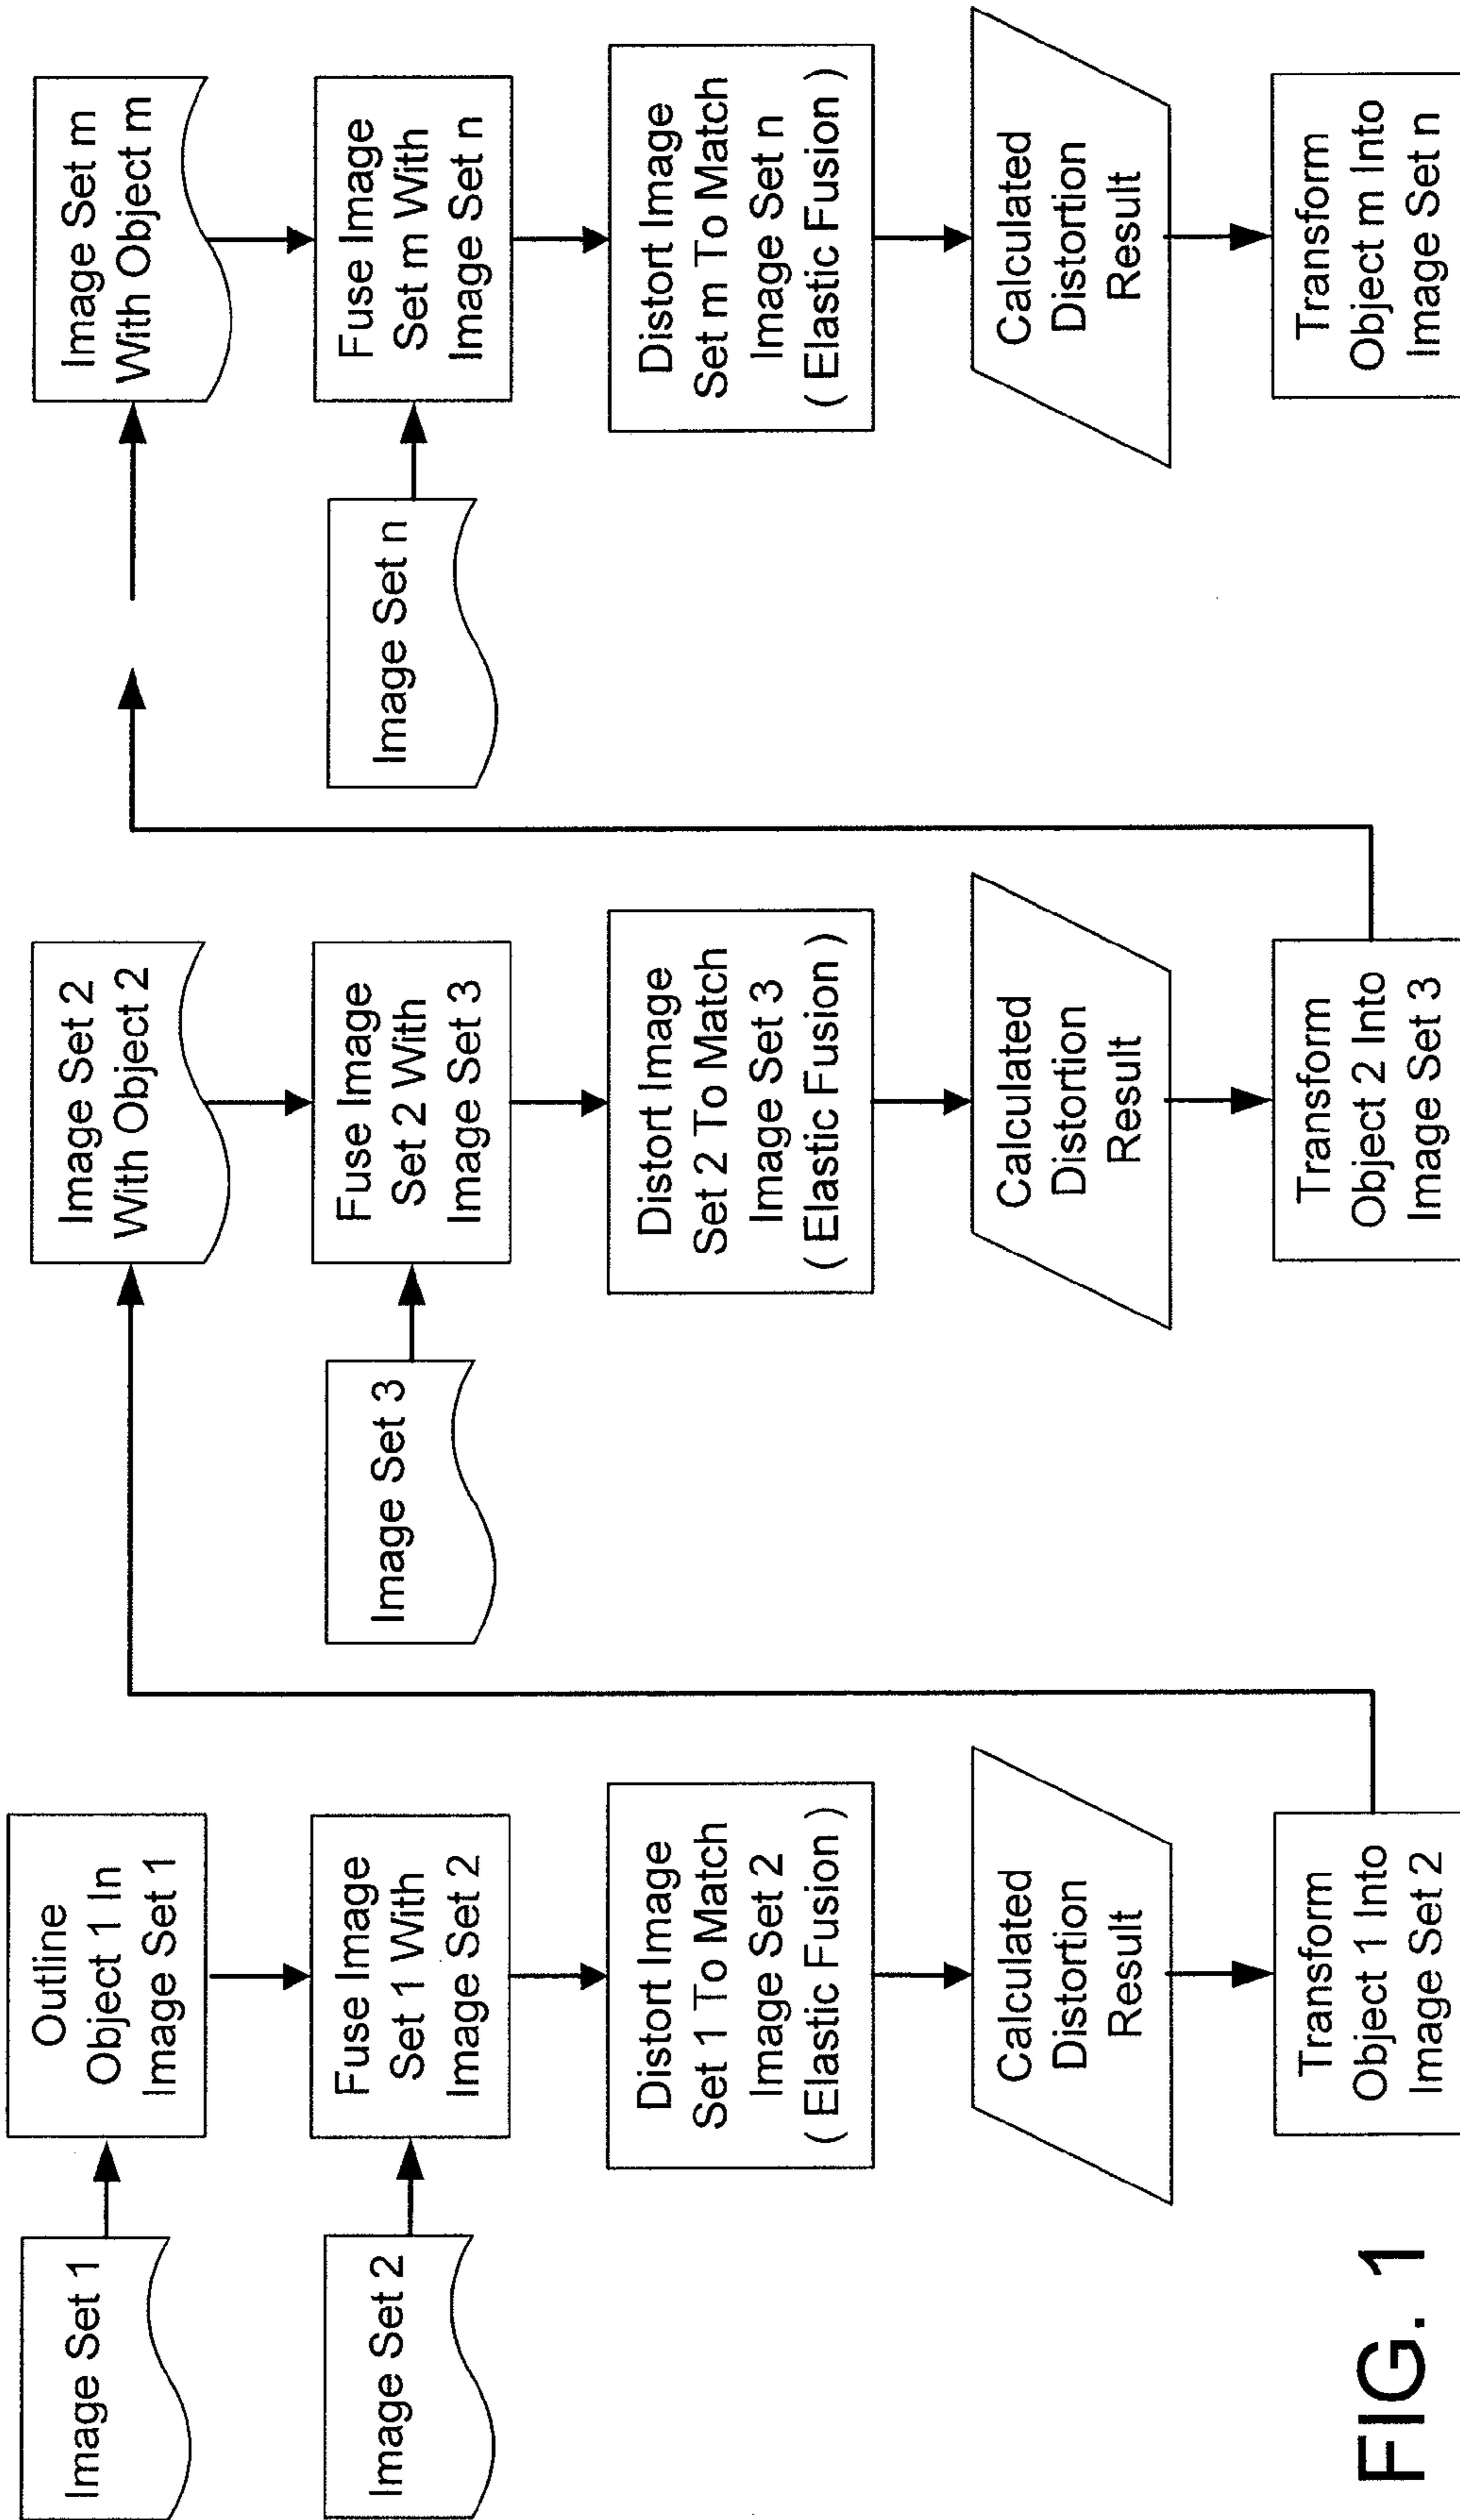 Image Set 1
Outline
Object 1 In
Image Set 1
Image Set 2
Fuse Image
Set 1 With
Image Set 2
Distort Image
Set 1 To Match
Image Set 2
( Elastic Fusion )
Calculated
Distortion
Result
Transform
Object 1 Into
Image Set 2
Image Set 2
With Object 2
Image Set 3
Fuse Image
Set 2 With
Image Set 3
Distort Image
Set 2 To Match
Image Set 3
( Elastic Fusion )
Calculated
Distortion
Result
Transform
Object 2 Into
Image Set 3
Image Set m
With Object m
Image Set n
Fuse Image
Set m With
Image Set n
Distort Image
Set m To Match
Image Set n
( Elastic Fusion )
Calculated
Distortion
Result
Transform
Object m Into
Image Set n
FIG. 1